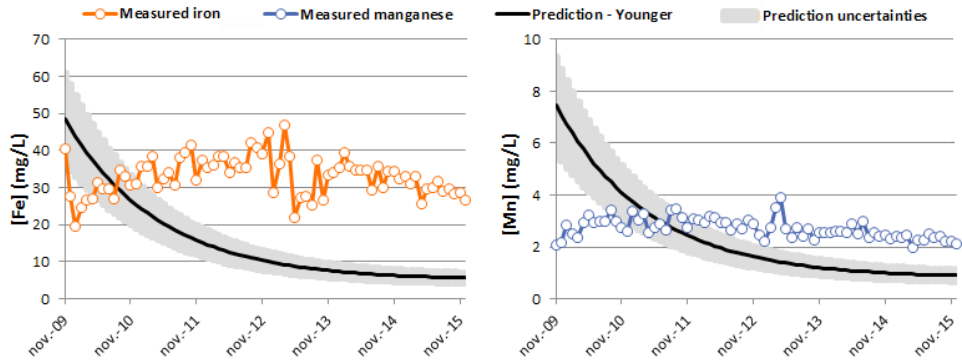 Measured iron Measured manganese Prediction - Younger Prediction uncertainties
[Fe] (mg/L)
70
60
50
40
30
20
10
0
nov.-09 nov.-10 nov.-11 nov.-12 nov.-13 nov.-14 nov.-15
[Mn] (mg/L)
10
8
6
4
2
0
nov.-09 nov.-10 nov.-11 nov.-12 nov.-13 nov.-14 nov.-15